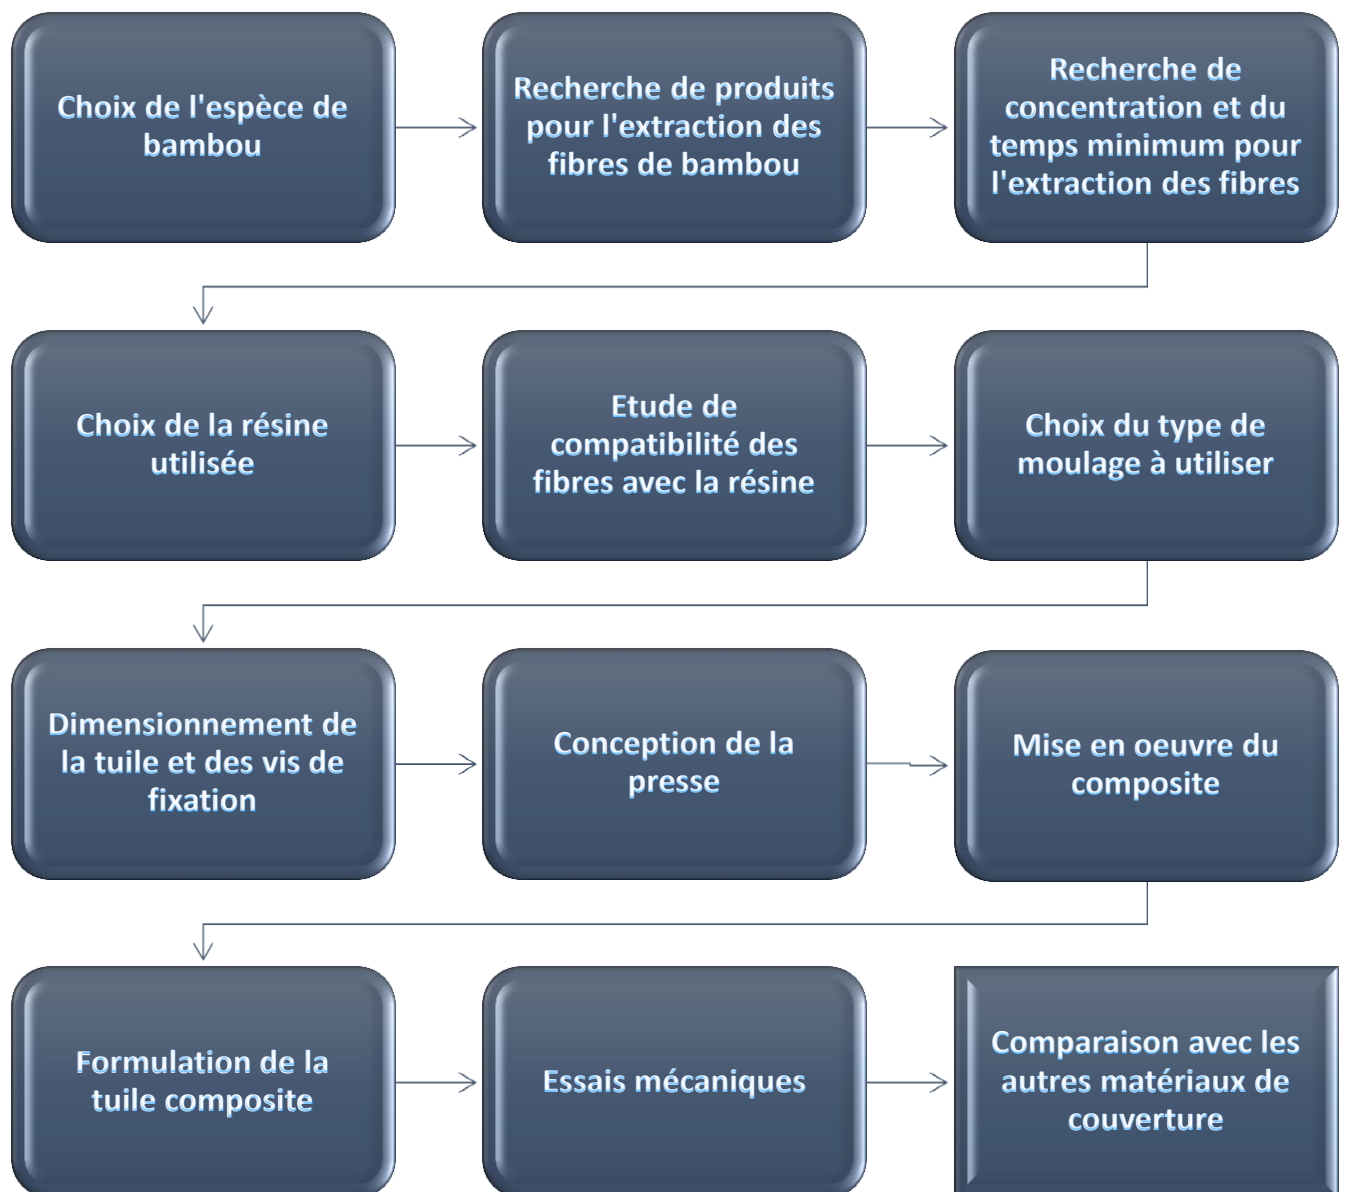 Choix de l'espèce de
bambou
Recherche de produits
pour l'extraction des
fibres de bambou
Recherche de
concentration et du
temps minimum pour
l'extraction des fibres
Choix de la résine
utilisée
Etude de
compatibilité des
fibres avec la résine
Choix du type de
moulage à utiliser
Dimensionnement de
la tuile et des vis de
fixation
Conception de la
presse
Mise en oeuvre du
composite
Formulation de la
tuile composite
Essais mécaniques
Comparaison avec les
autres matériaux de
couverture